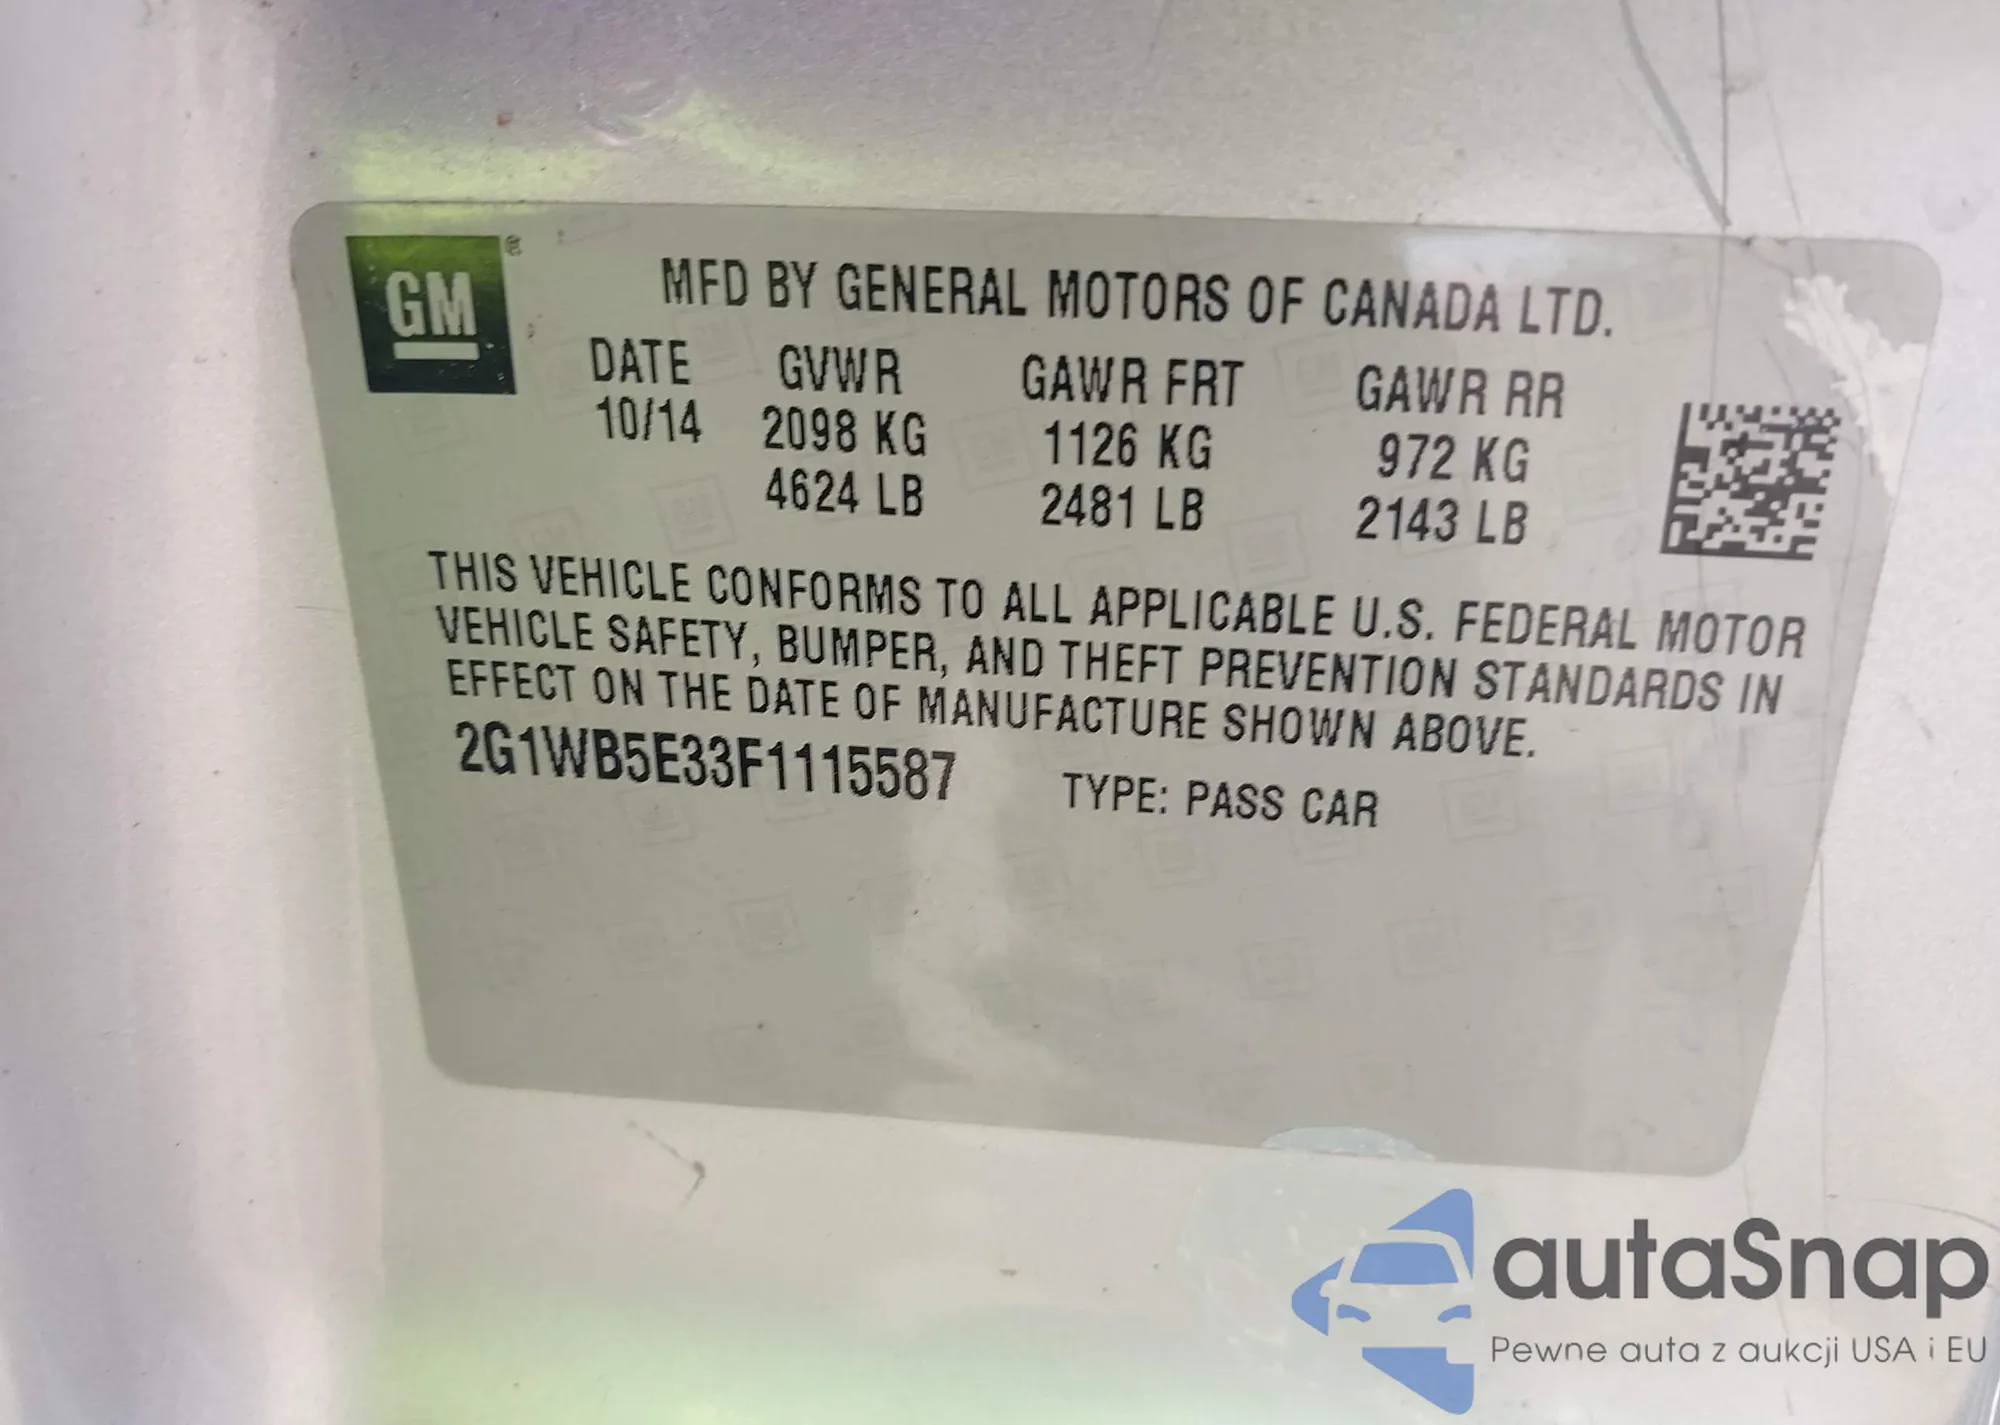 GM ®
MFD BY GENERAL MOTORS OF CANADA LTD.
DATE GVWR GAWR FRT GAWR RR
10/14 2098 KG 1126 KG 972 KG
4624 LB 2481 LB 2143 LB
THIS VEHICLE CONFORMS TO ALL APPLICABLE U.S. FEDERAL MOTOR
VEHICLE SAFETY, BUMPER, AND THEFT PREVENTION STANDARDS IN
EFFECT ON THE DATE OF MANUFACTURE SHOWN ABOVE.
2G1WB5E33F1115587 TYPE: PASS CAR
autaSnap
Pewne auta z aukcji USA i EU